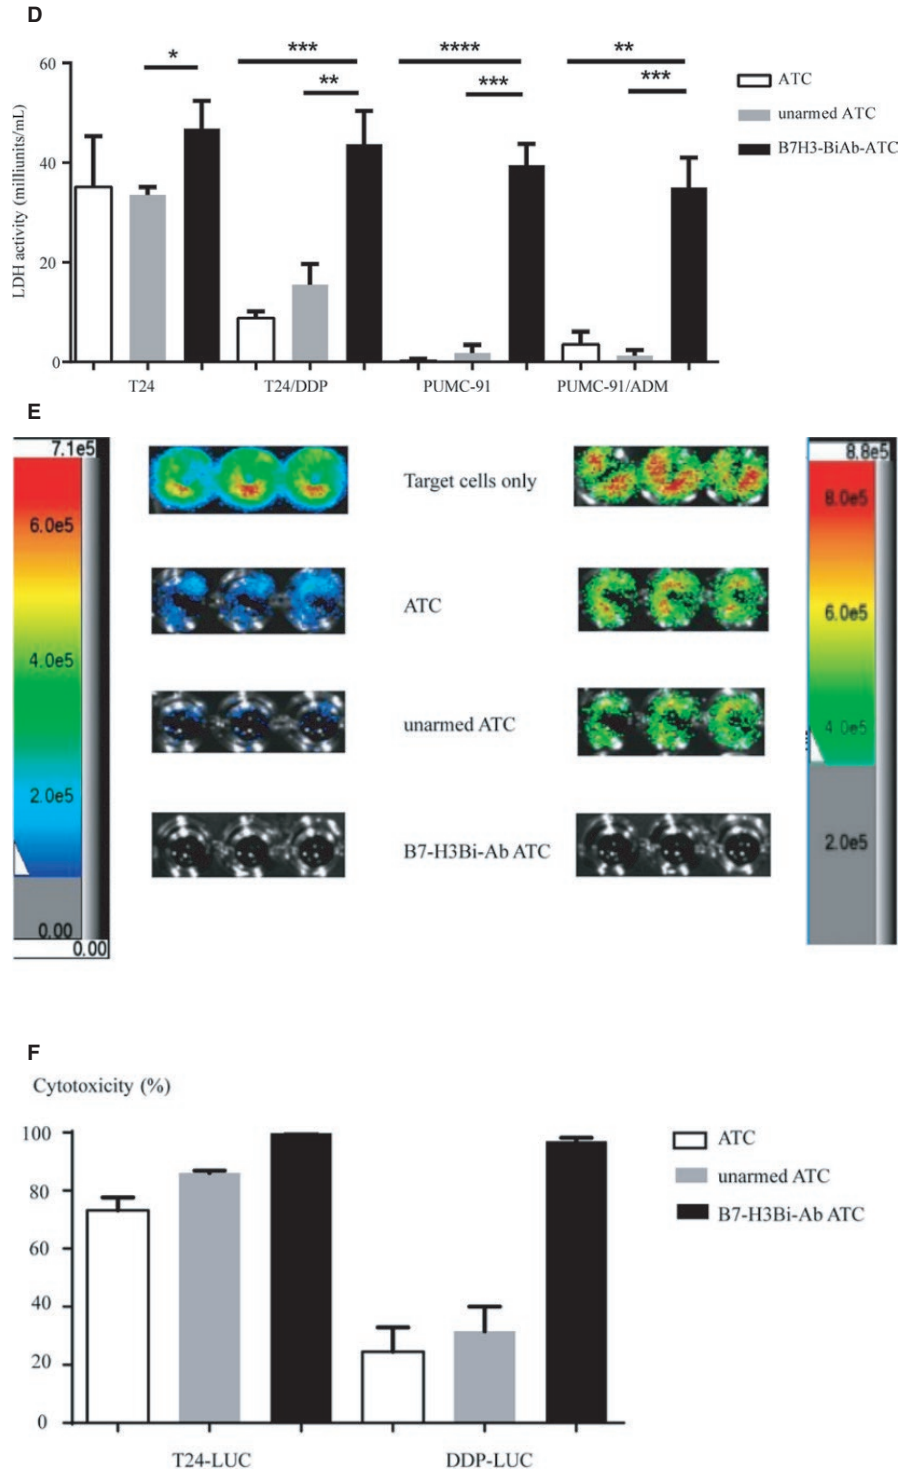 D
LDH activity (milliunits/mL)
60
40
20
0
*
***
**
****
***
**
***
T24
T24/DDP
PUMC-91
PUMC-91/ADM
ATC
unarmed ATC
B7H3-BiAb-ATC
E
7.1e5
6.0e5
4.0e5
2.0e5
0.00
0.00
Target cells only
ATC
unarmed ATC
B7-H3Bi-Ab ATC
8.8e5
8.0e5
6.0e5
4.0e5
2.0e5
F
Cytotoxicity (%)
100
80
60
40
20
0
T24-LUC
DDP-LUC
ATC
unarmed ATC
B7-H3Bi-Ab ATC